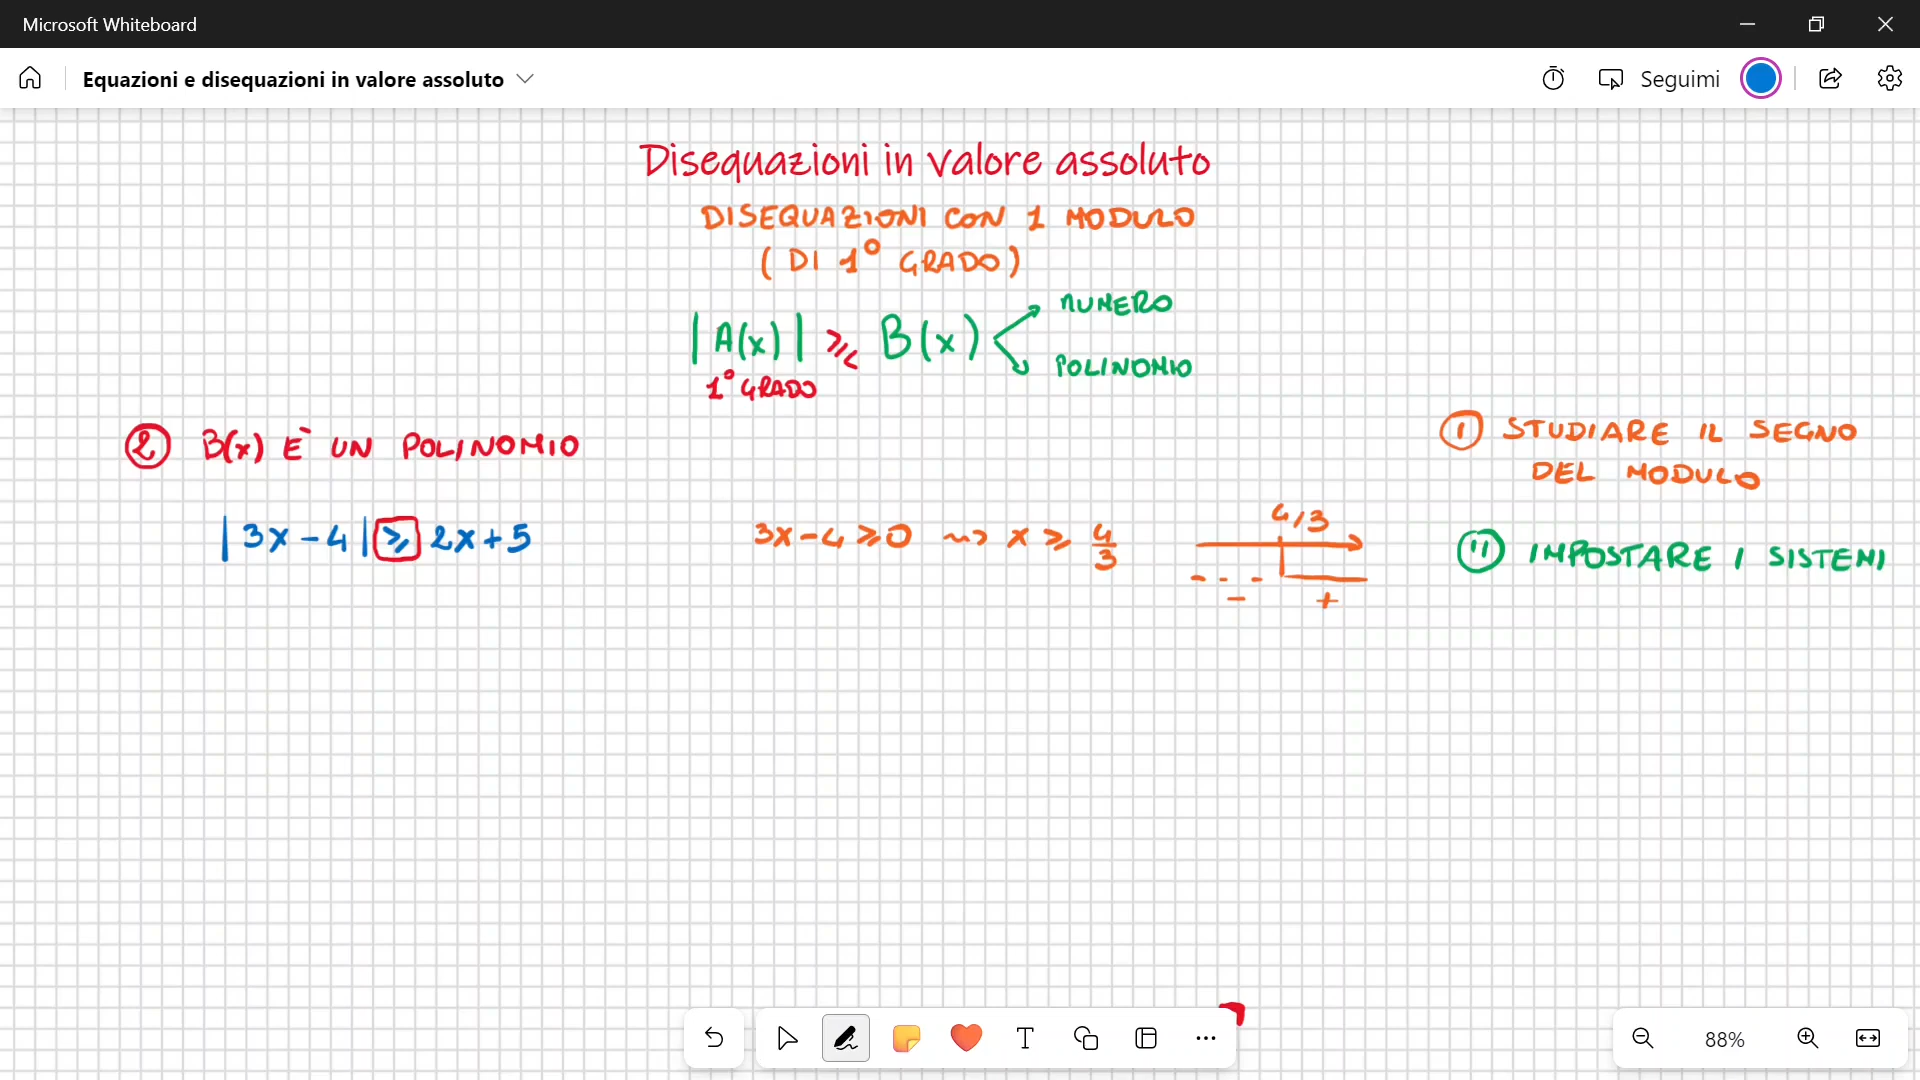 Microsoft Whiteboard
Equazioni e disequazioni in valore assoluto
Seguimi
Disequazioni in valore assoluto
DISEQUAZIONI CON 1 MODULO
( DI 1° GRADO )
|A(x)| ⩾⩽ B(x)
NUMERO
POLINOMIO
1° GRADO
② B(x) È UN POLINOMIO
|3x-4| ⩾ 2x+5
3x-4 ⩾ 0 ⇝ x ⩾ 4/3
4/3
- +
Ⓘ STUDIARE IL SEGNO
DEL MODULO
ⓘⓘ IMPOSTARE I SISTEMI
88%